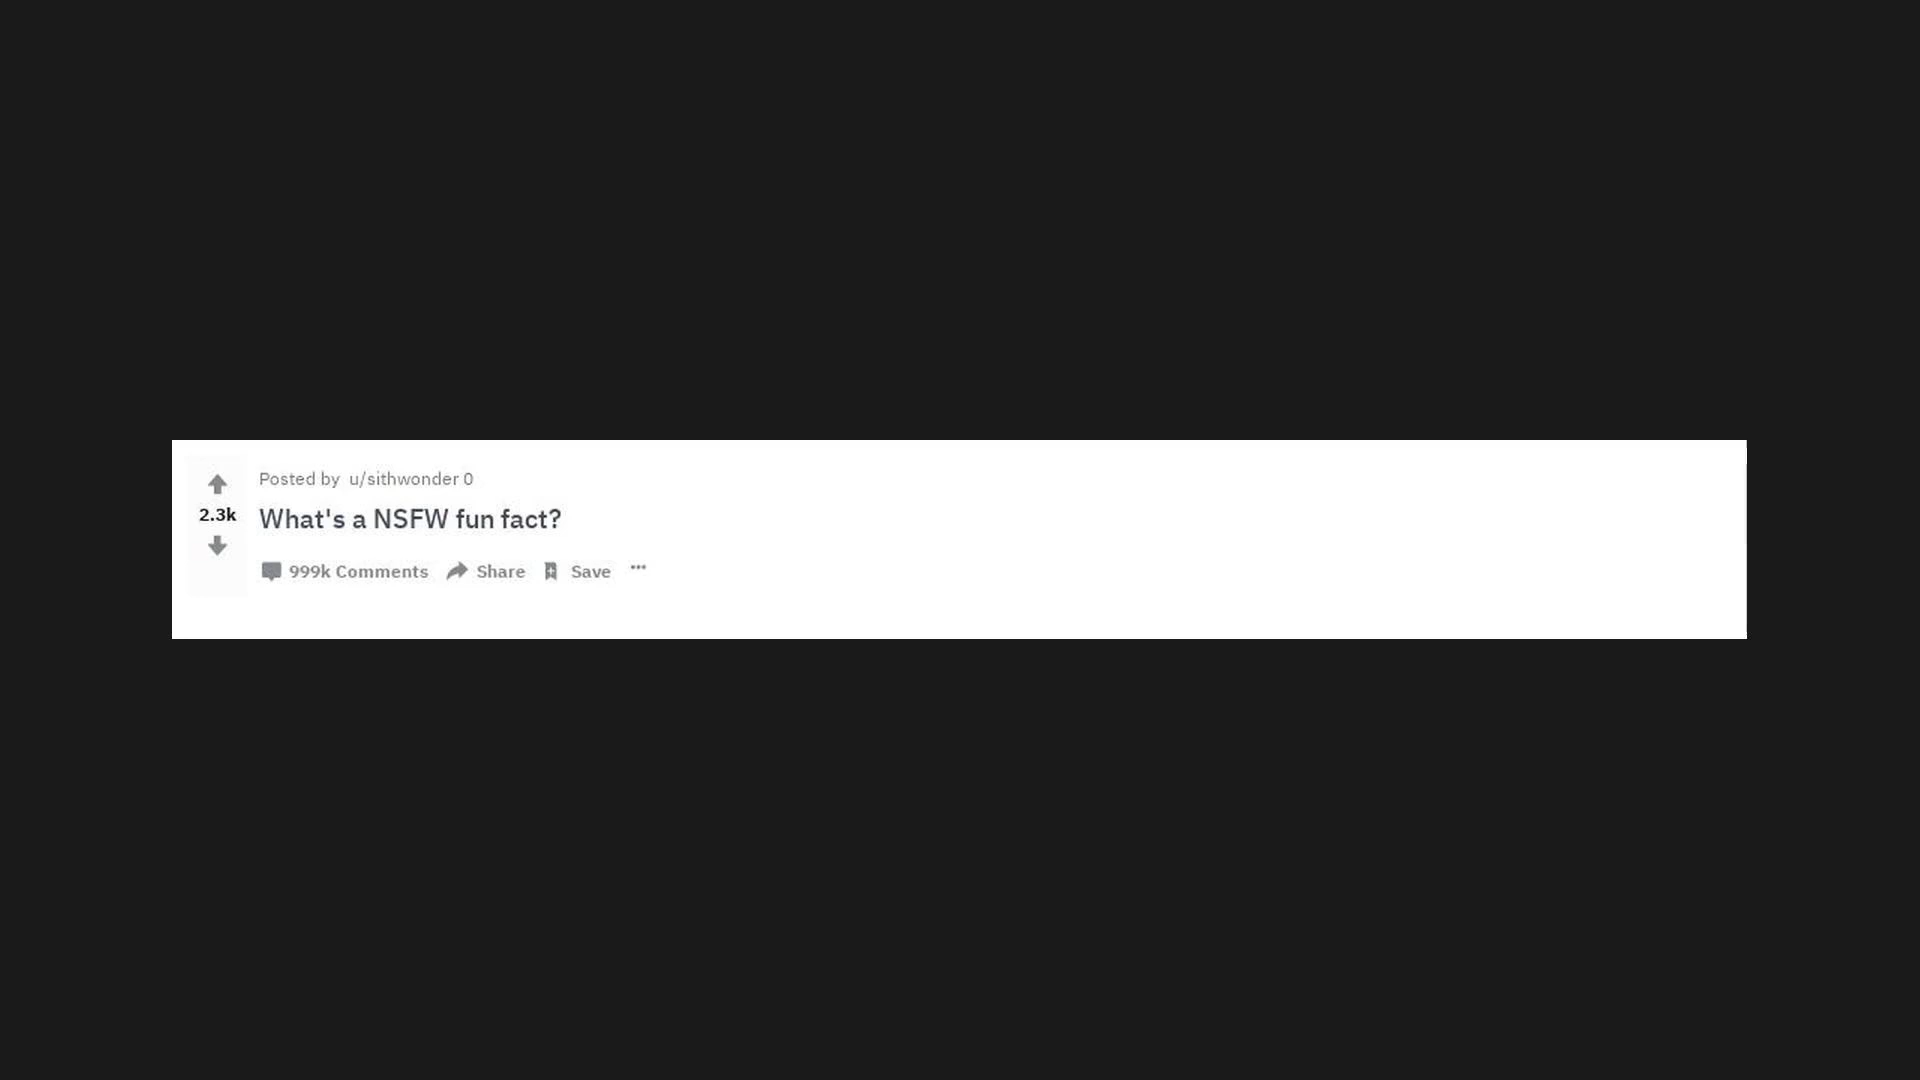 Posted by u/sithwonder 0
2.3k
What's a NSFW fun fact?
999k Comments Share Save ...